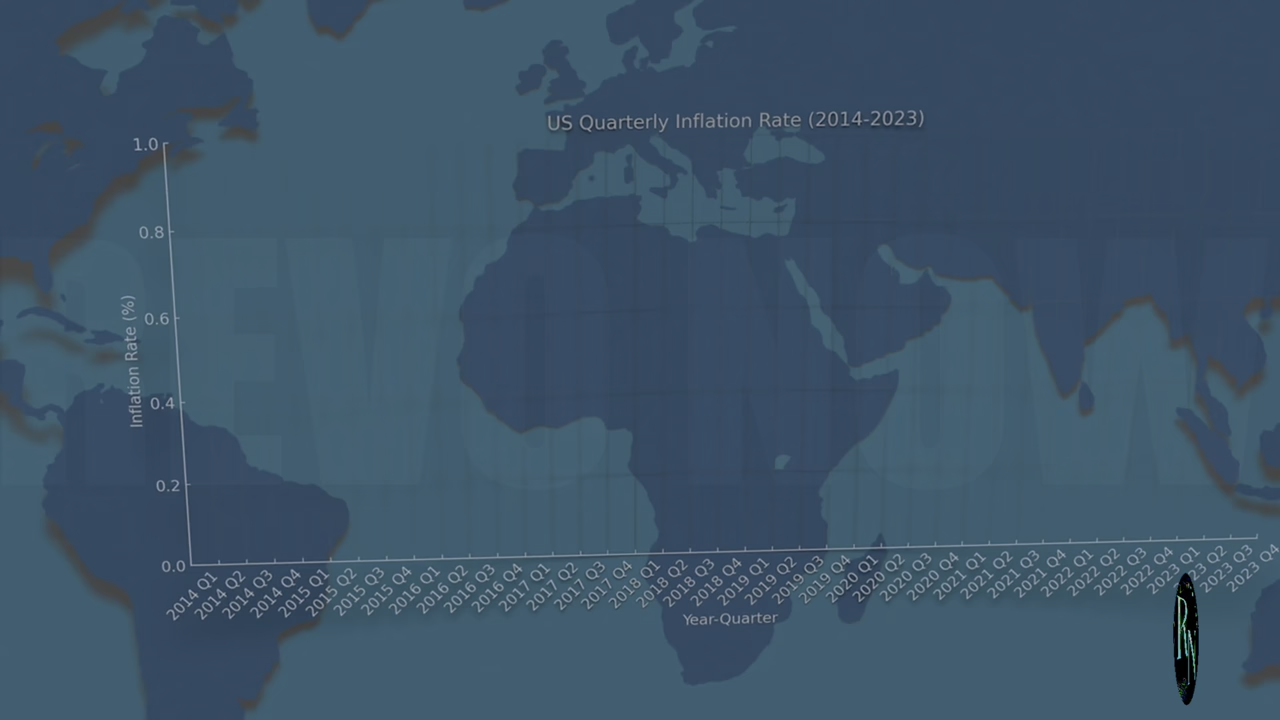 US Quarterly Inflation Rate (2014-2023)
1.0
0.8
0.6
0.4
0.2
0.0
Inflation Rate (%)
2014 Q1
2014 Q2
2014 Q3
2014 Q4
2015 Q1
2015 Q2
2015 Q3
2015 Q4
2016 Q1
2016 Q2
2016 Q3
2016 Q4
2017 Q1
2017 Q2
2017 Q3
2017 Q4
2018 Q1
2018 Q2
2018 Q3
2018 Q4
2019 Q1
2019 Q2
2019 Q3
2019 Q4
2020 Q1
2020 Q2
2020 Q3
2020 Q4
2021 Q1
2021 Q2
2021 Q3
2021 Q4
2022 Q1
2022 Q2
2022 Q3
2022 Q4
2023 Q1
2023 Q2
2023 Q3
2023 Q4
Year-Quarter
RN